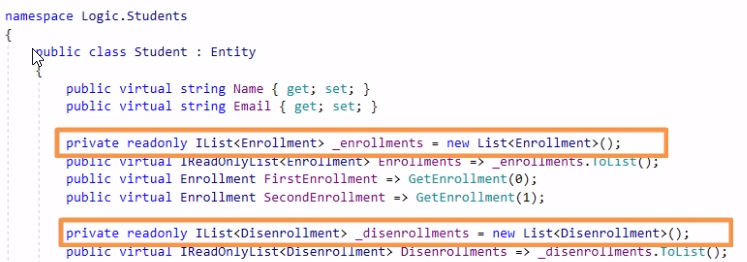 namespace Logic.Students
{
public class Student : Entity
{
public virtual string Name { get; set; }
public virtual string Email { get; set; }
private readonly IList<Enrollment> _enrollments = new List<Enrollment>();
public virtual IReadOnlyList<Enrollment> Enrollments => _enrollments.ToList();
public virtual Enrollment FirstEnrollment => GetEnrollment(0);
public virtual Enrollment SecondEnrollment => GetEnrollment(1);
private readonly IList<Disenrollment> _disenrollments = new List<Disenrollment>();
public virtual IReadOnlyList<Disenrollment> Disenrollments => _disenrollments.ToList();